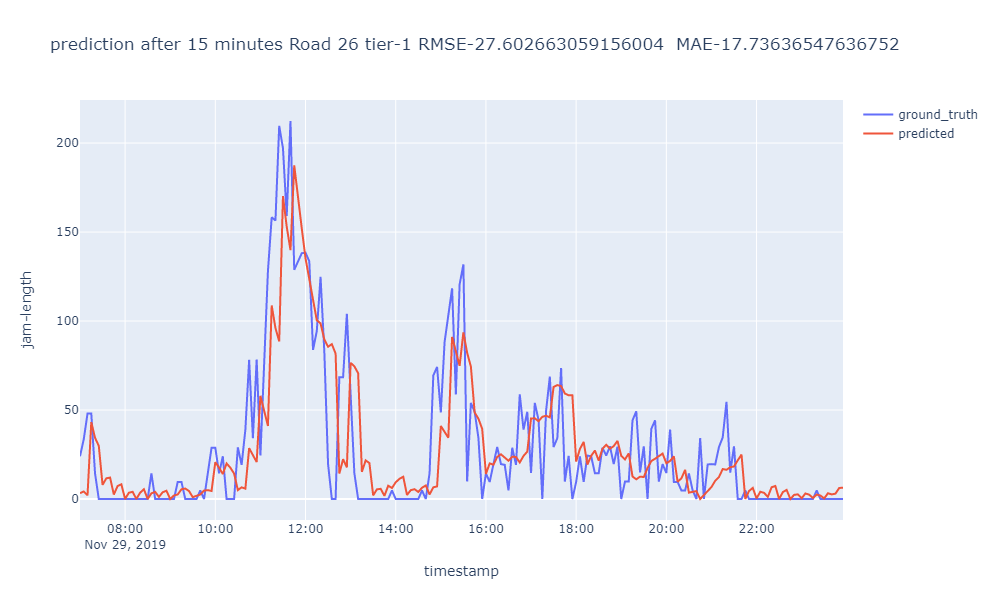 prediction after 15 minutes Road 26 tier-1 RMSE-27.602663059156004  MAE-17.73636547636752
ground_truth
predicted
200
150
100
50
0
jam-length
08:00 10:00 12:00 14:00 16:00 18:00 20:00 22:00
Nov 29, 2019
timestamp